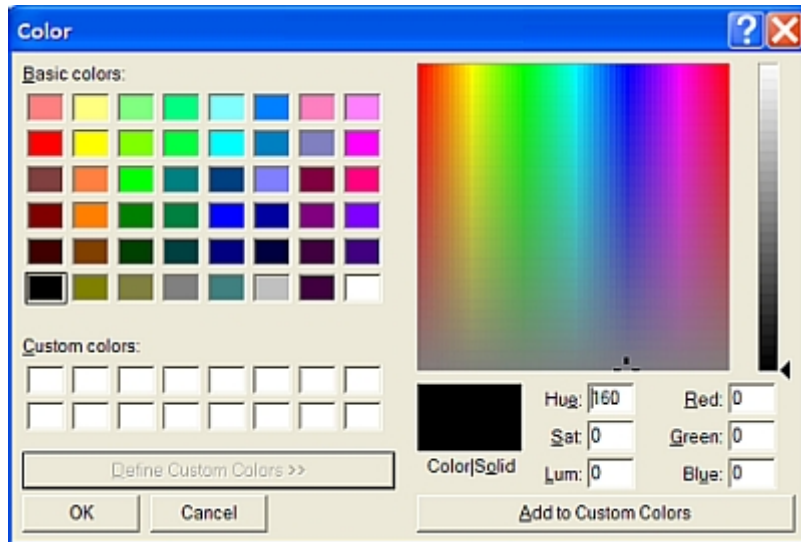 Color
Basic colors:
Custom colors:
Define Custom Colors >>
OK Cancel
Color|Solid
Hue: 160 Red: 0
Sat: 0 Green: 0
Lum: 0 Blue: 0
Add to Custom Colors